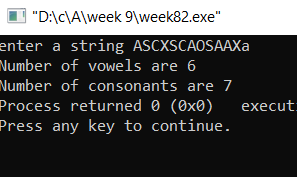 "D:\c\A\week 9\week82.exe"
enter a string ASCXSCAOSAAXa
Number of vowels are 6
Number of consonants are 7
Process returned 0 (0x0)   executi
Press any key to continue.